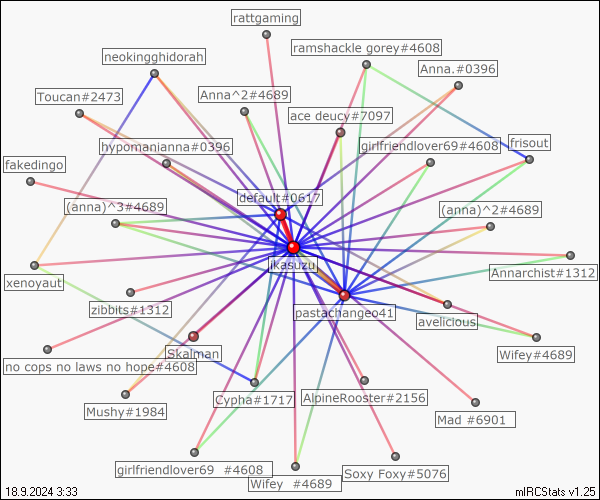 rattgaming
ramshackle gorey#4608
neokingghidorah
Anna.#0396
Toucan#2473
Anna^2#4689
ace deucy#7097
hypomanianna#0396
girlfriendlover69#4608
frisout
fakedingo
default#0617
(anna)^3#4689
(anna)^2#4689
ikasuzu
Annarchist#1312
xenoyaut
zibbits#1312
pastachangeo41
avelicious
Skalman
Wifey#4689
no cops no laws no hope#4608
Mushy#1984
Cypha#1717
AlpineRooster#2156
Mad #6901
girlfriendlover69 #4608
Wifey #4689
Soxy Foxy#5076
18.9.2024 3:33
mIRCStats v1.25